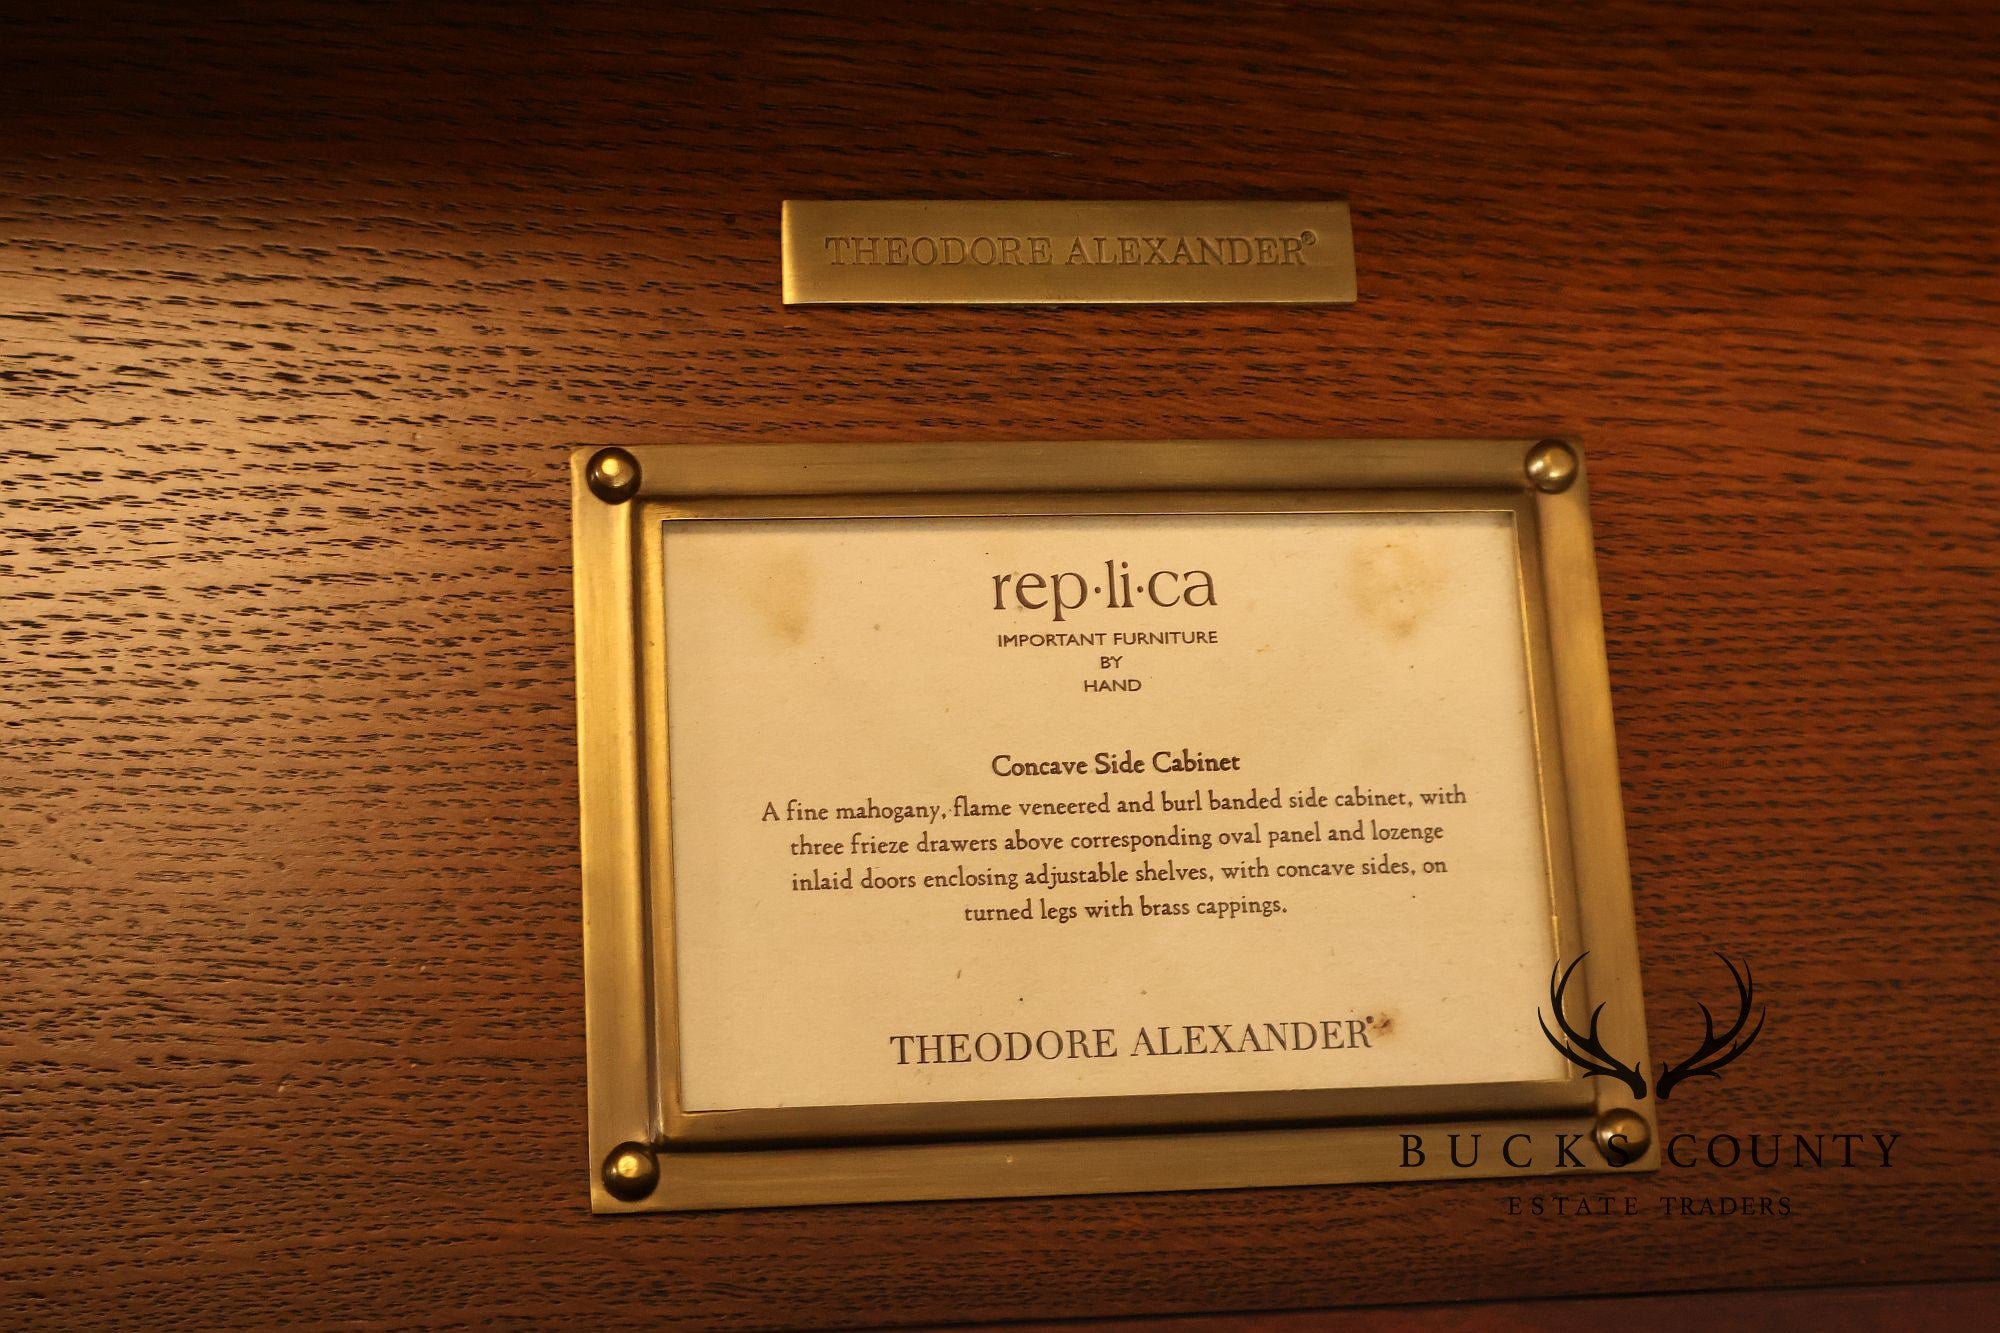 THEODORE ALEXANDER®
rep·li·ca
IMPORTANT FURNITURE
BY
HAND
Concave Side Cabinet
A fine mahogany, flame veneered and burl banded side cabinet, with
three frieze drawers above corresponding oval panel and lozenge
inlaid doors enclosing adjustable shelves, with concave sides, on
turned legs with brass cappings.
THEODORE ALEXANDER®
BUCKS COUNTY
ESTATE TRADERS